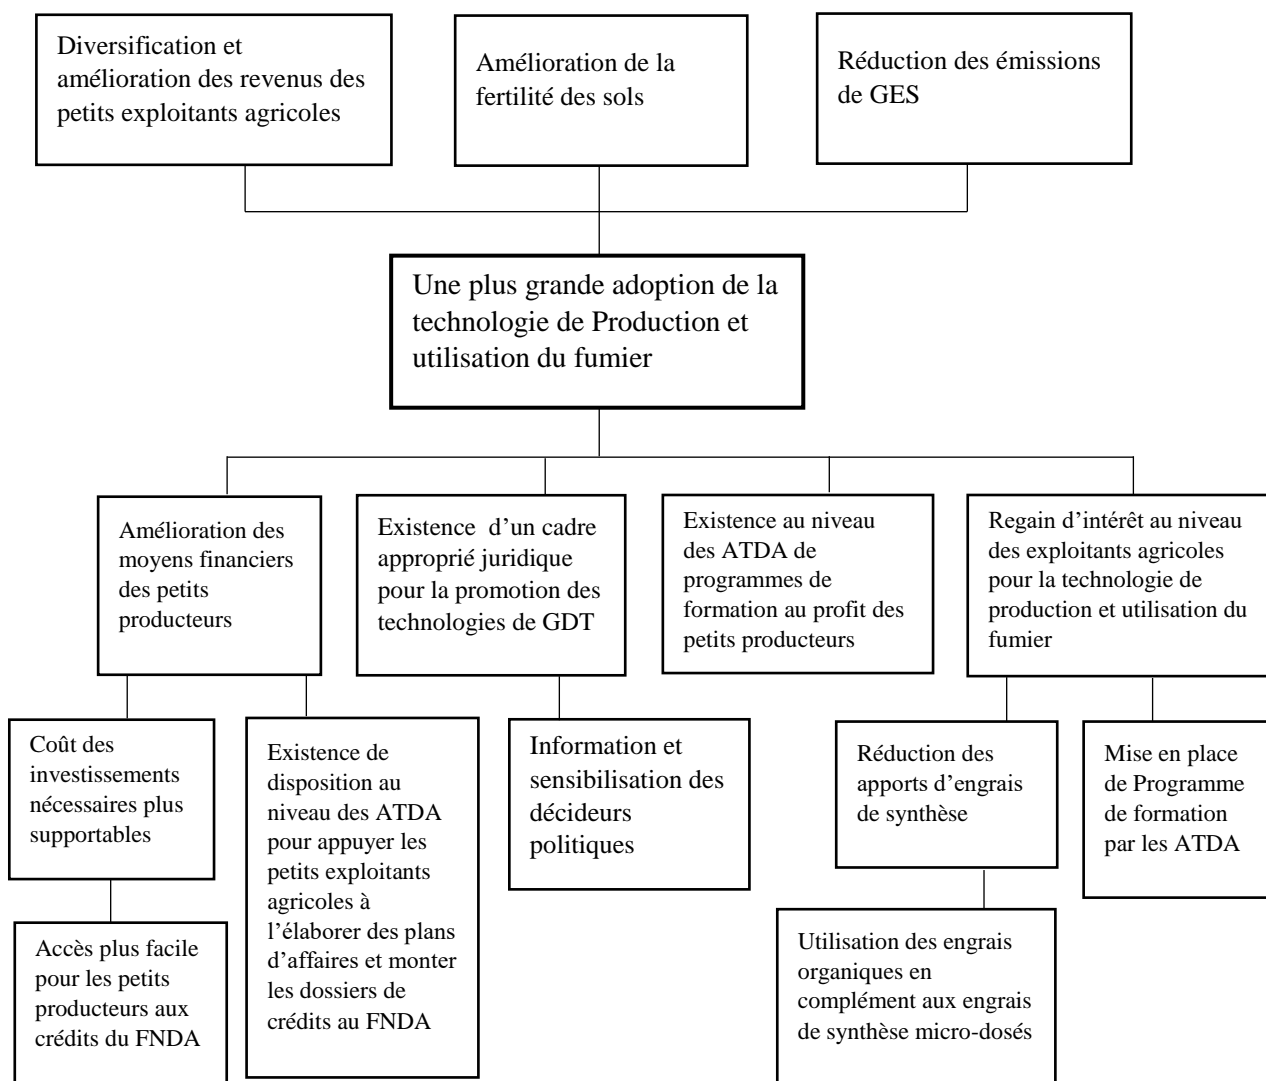 Diversification et
amélioration des revenus des
petits exploitants agricoles
Amélioration de la
fertilité des sols
Réduction des émissions
de GES
Une plus grande adoption de la
technologie de Production et
utilisation du fumier
Amélioration des
moyens financiers
des petits
producteurs
Existence d’un cadre
approprié juridique
pour la promotion des
technologies de GDT
Existence au niveau
des ATDA de
programmes de
formation au profit des
petits producteurs
Regain d’intérêt au niveau
des exploitants agricoles
pour la technologie de
production et utilisation du
fumier
Coût des
investissements
nécessaires plus
supportables
Existence de
disposition au
niveau des ATDA
pour appuyer les
petits exploitants
agricoles à
l’élaborer des plans
d’affaires et monter
les dossiers de
crédits au FNDA
Information et
sensibilisation des
décideurs
politiques
Réduction des
apports d’engrais
de synthèse
Mise en place
de Programme
de formation
par les ATDA
Accès plus facile
pour les petits
producteurs aux
crédits du FNDA
Utilisation des engrais
organiques en
complément aux engrais
de synthèse micro-dosés